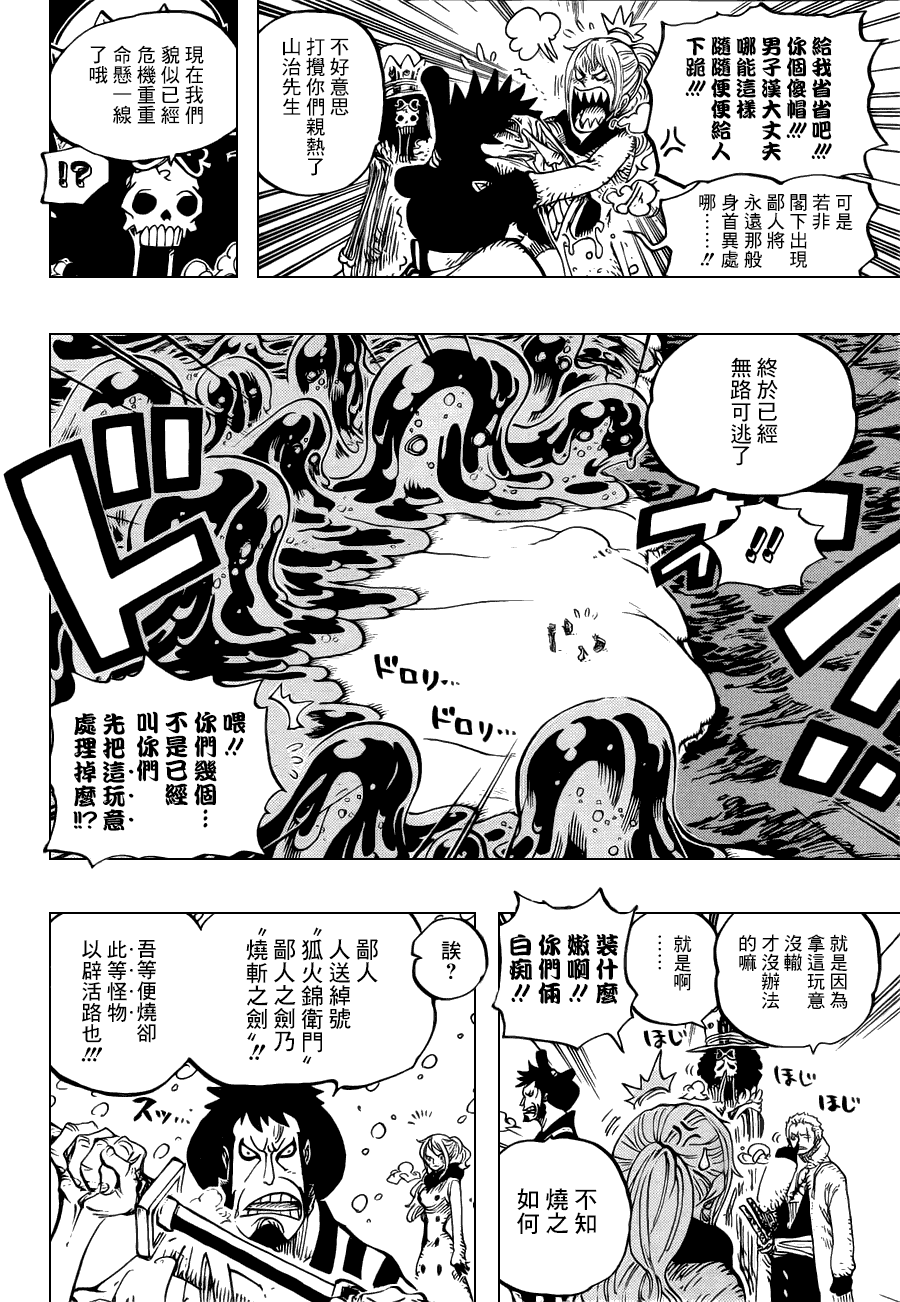 給我省省吧!!!
你個傻帽!!!
男子漢大丈夫
哪能這樣
隨隨便便給人
下跪!!!
可是
若非
閣下出現
鄙人將
永遠那般
身首異處
哪……!!
不好意思
打攪你們親熱了
山治先生
現在我們
貌似已經
危機重重
命懸一線
了哦
!?
終於已經
無路可逃
了
!!
ドオ
ドロリ…
ドロリ…
喂!!
你們幾個…
不是已經
叫你們
先把這玩意
處理掉麼!!?
就是因為
拿這玩意
沒轍
才沒辦法
的嘛
就是啊
……
裝什麼
嫩啊!!
你們倆
白痴!!
ほじ
ほじ
ほじ
不知
燒之
如何
誒?
鄙人
人送綽號
“狐火錦衛門”
鄙人之劍乃
“燒斬之劍”!!
吾等便燒卻
此等怪物
以辟活路也!!!
スッ…